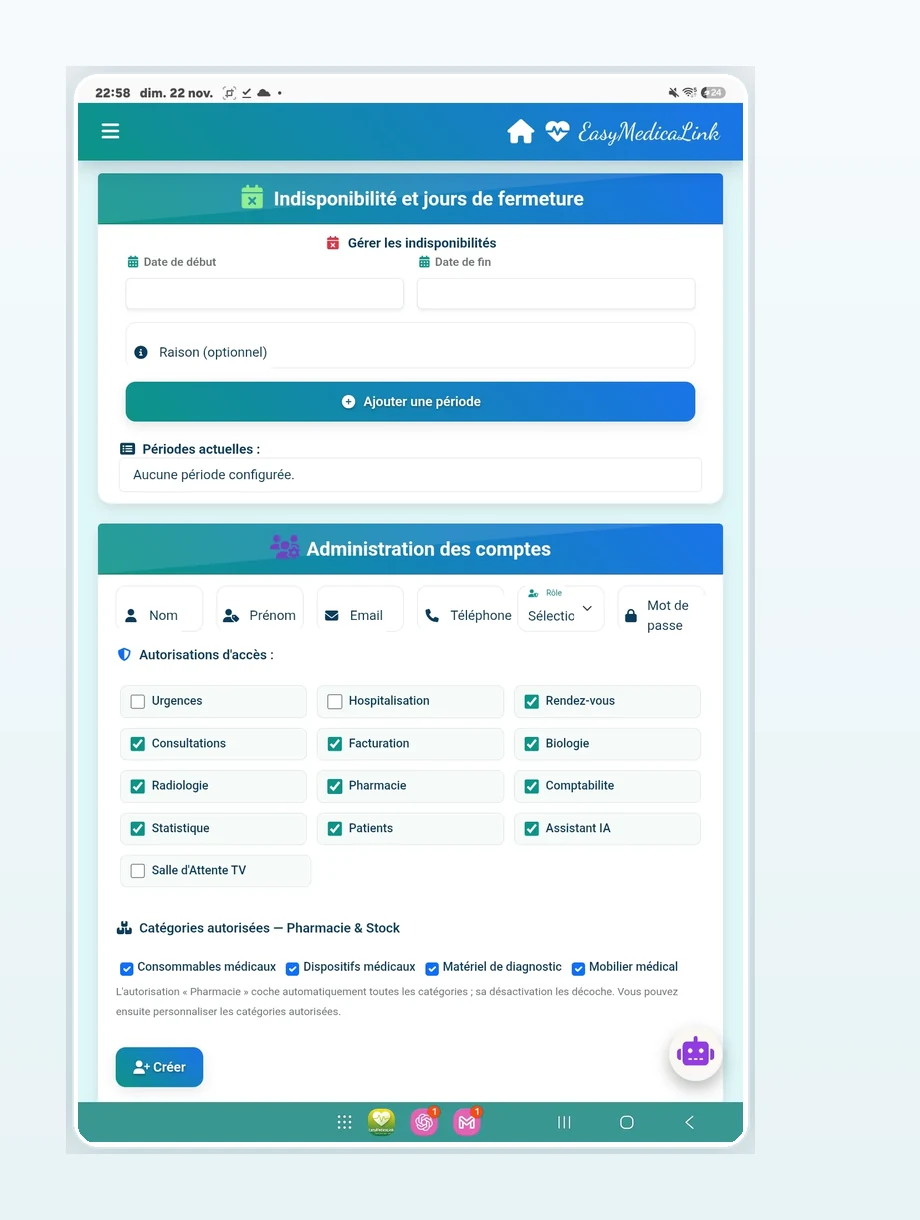 22:58 dim. 22 nov.
24
EasyMedicaLink
Indisponibilité et jours de fermeture
Gérer les indisponibilités
Date de début
Date de fin
Raison (optionnel)
Ajouter une période
Périodes actuelles :
Aucune période configurée.
Administration des comptes
Nom
Prénom
Email
Téléphone
Rôle
Sélectic
Mot de
passe
Autorisations d'accès :
Urgences
Hospitalisation
Rendez-vous
Consultations
Facturation
Biologie
Radiologie
Pharmacie
Comptabilite
Statistique
Patients
Assistant IA
Salle d'Attente TV
Catégories autorisées — Pharmacie & Stock
Consommables médicaux
Dispositifs médicaux
Matériel de diagnostic
Mobilier médical
L'autorisation « Pharmacie » coche automatiquement toutes les catégories ; sa désactivation les décoche. Vous pouvez
ensuite personnaliser les catégories autorisées.
Créer
1
1